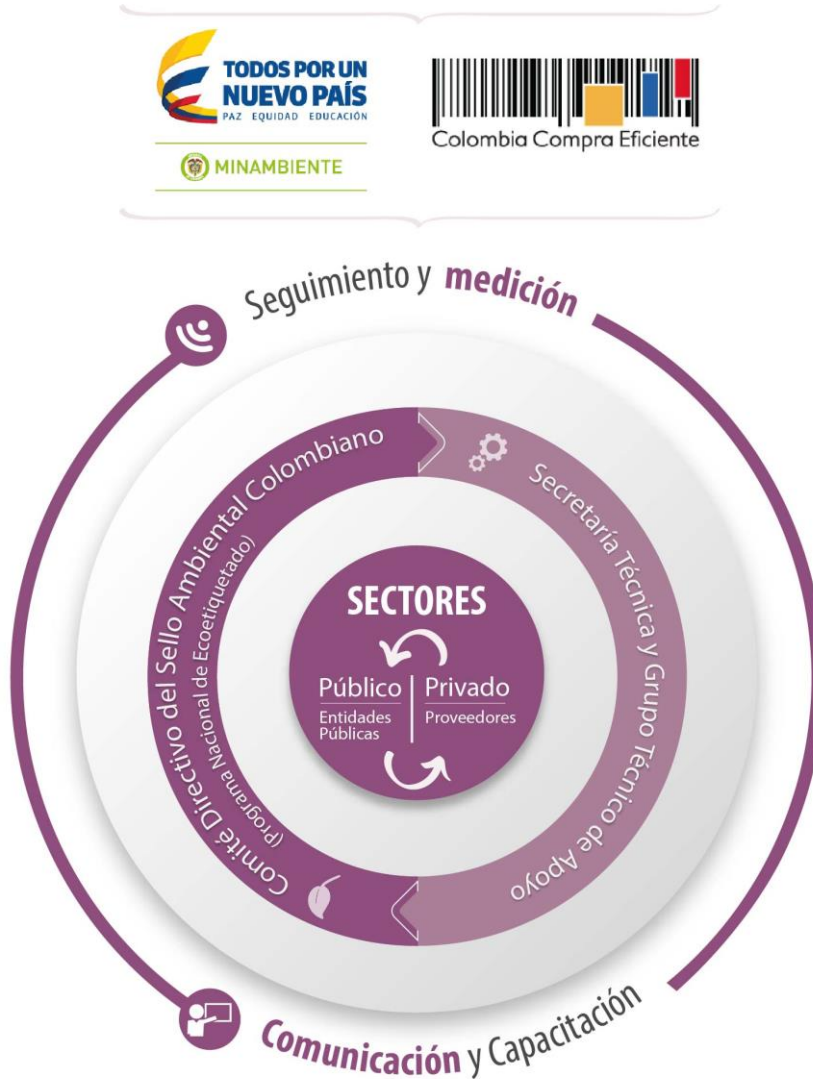 TODOS POR UN
NUEVO PAÍS
PAZ EQUIDAD EDUCACIÓN
MINAMBIENTE
Colombia Compra Eficiente
Seguimiento y medición
Comité Directivo del Sello Ambiental Colombiano
(Programa Nacional de Ecoetiquetado)
Secretaría Técnica y Grupo Técnico de Apoyo
SECTORES
Público
Entidades
Públicas
Privado
Proveedores
Comunicación y Capacitación